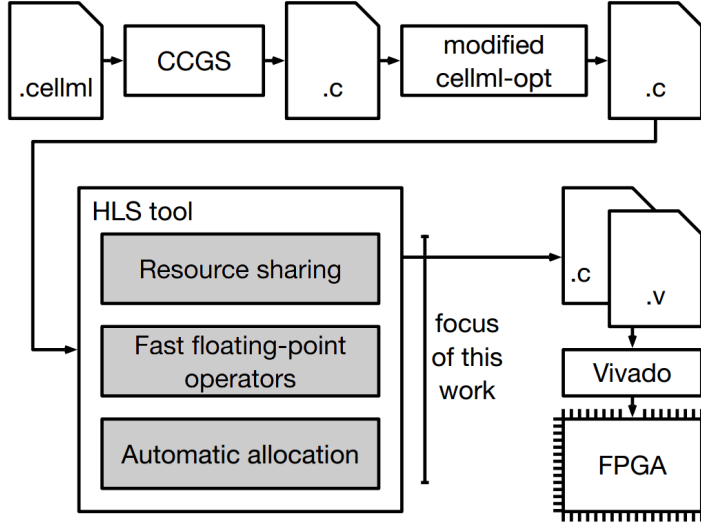 .cellml
CCGS
.c
modified
cellml-opt
.c
HLS tool
Resource sharing
Fast floating-point
operators
Automatic allocation
focus
of this
work
.c
.v
Vivado
FPGA